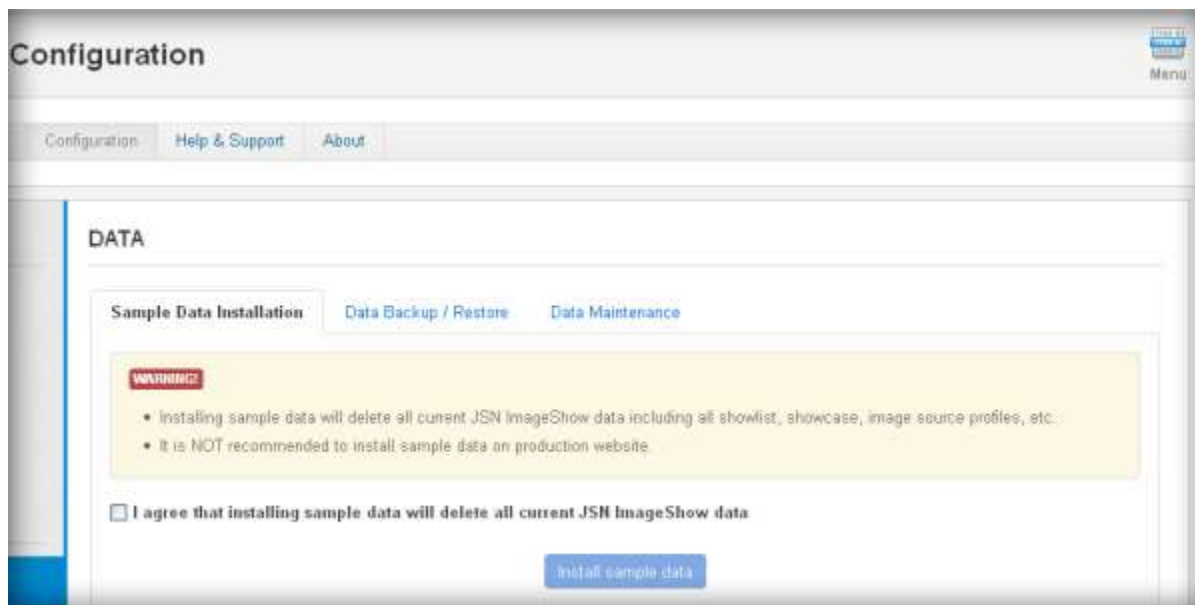 Configuration
Menu
Configuration Help & Support About
DATA
Sample Data Installation Data Backup / Restore Data Maintenance
WARNING!
• Installing sample data will delete all current JSN ImageShow data including all showlist, showcase, image source profiles, etc.
• It is NOT recommended to install sample data on production website.
I agree that installing sample data will delete all current JSN ImageShow data
Install sample data